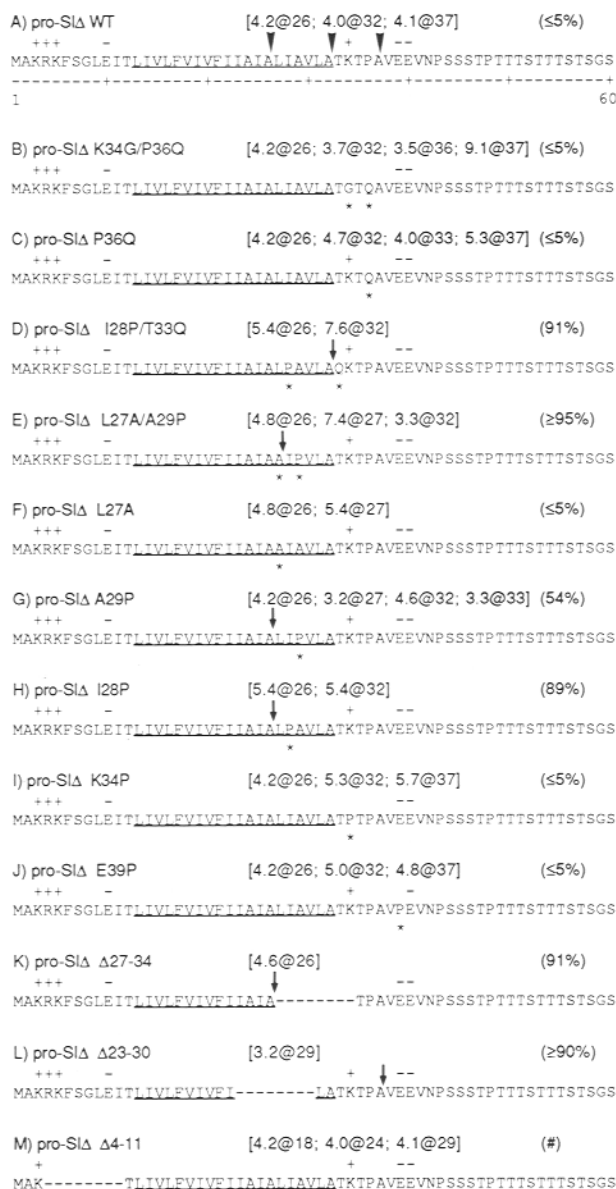 A) pro-SIΔ WT [4.2@26; 4.0@32; 4.1@37] (≤5%)
+++ − + −−
MAKRKFSGLEITLIVLFVIVFIIAIALIAVLATKTPAVEEVNPSSSTPTTTSTTTSTSGS
---------+---------+---------+---------+---------+---------+
1 60
B) pro-SIΔ K34G/P36Q [4.2@26; 3.7@32; 3.5@36; 9.1@37] (≤5%)
+++ − −−
MAKRKFSGLEITLIVLFVIVFIIAIALIAVLATGTQAVEEVNPSSSTPTTTSTTTSTSGS
* *
C) pro-SIΔ P36Q [4.2@26; 4.7@32; 4.0@33; 5.3@37] (≤5%)
+++ − + −−
MAKRKFSGLEITLIVLFVIVFIIAIALIAVLATKTQAVEEVNPSSSTPTTTSTTTSTSGS
*
D) pro-SIΔ I28P/T33Q [5.4@26; 7.6@32] (91%)
+++ − + −−
MAKRKFSGLEITLIVLFVIVFIIAIALPAVLAQKTPAVEEVNPSSSTPTTTSTTTSTSGS
* *
E) pro-SIΔ L27A/A29P [4.8@26; 7.4@27; 3.3@32] (≥95%)
+++ − + −−
MAKRKFSGLEITLIVLFVIVFIIAIAAIPVLATKTPAVEEVNPSSSTPTTTSTTTSTSGS
* *
F) pro-SIΔ L27A [4.8@26; 5.4@27] (≤5%)
+++ − + −−
MAKRKFSGLEITLIVLFVIVFIIAIAAIAVLATKTPAVEEVNPSSSTPTTTSTTTSTSGS
*
G) pro-SIΔ A29P [4.2@26; 3.2@27; 4.6@32; 3.3@33] (54%)
+++ − + −−
MAKRKFSGLEITLIVLFVIVFIIAIALIPVLATKTPAVEEVNPSSSTPTTTSTTTSTSGS
*
H) pro-SIΔ I28P [5.4@26; 5.4@32] (89%)
+++ − + −−
MAKRKFSGLEITLIVLFVIVFIIAIALPAVLATKTPAVEEVNPSSSTPTTTSTTTSTSGS
*
I) pro-SIΔ K34P [4.2@26; 5.3@32; 5.7@37] (≤5%)
+++ − −−
MAKRKFSGLEITLIVLFVIVFIIAIALIAVLATPTPAVEEVNPSSSTPTTTSTTTSTSGS
*
J) pro-SIΔ E39P [4.2@26; 5.0@32; 4.8@37] (≤5%)
+++ − + −
MAKRKFSGLEITLIVLFVIVFIIAIALIAVLATKTPAVPEVNPSSSTPTTTSTTTSTSGS
*
K) pro-SIΔ Δ27-34 [4.6@26] (91%)
+++ − −−
MAKRKFSGLEITLIVLFVIVFIIAIA--------TPAVEEVNPSSSTPTTTSTTTSTSGS
L) pro-SIΔ Δ23-30 [3.2@29] (≥90%)
+++ − + −−
MAKRKFSGLEITLIVLFVIVFI--------LATKTPAVEEVNPSSSTPTTTSTTTSTSGS
M) pro-SIΔ Δ4-11 [4.2@18; 4.0@24; 4.1@29] (#)
+ + −−
MAK--------TLIVLFVIVFIIAIALIAVLATKTPAVEEVNPSSSTPTTTSTTTSTSGS